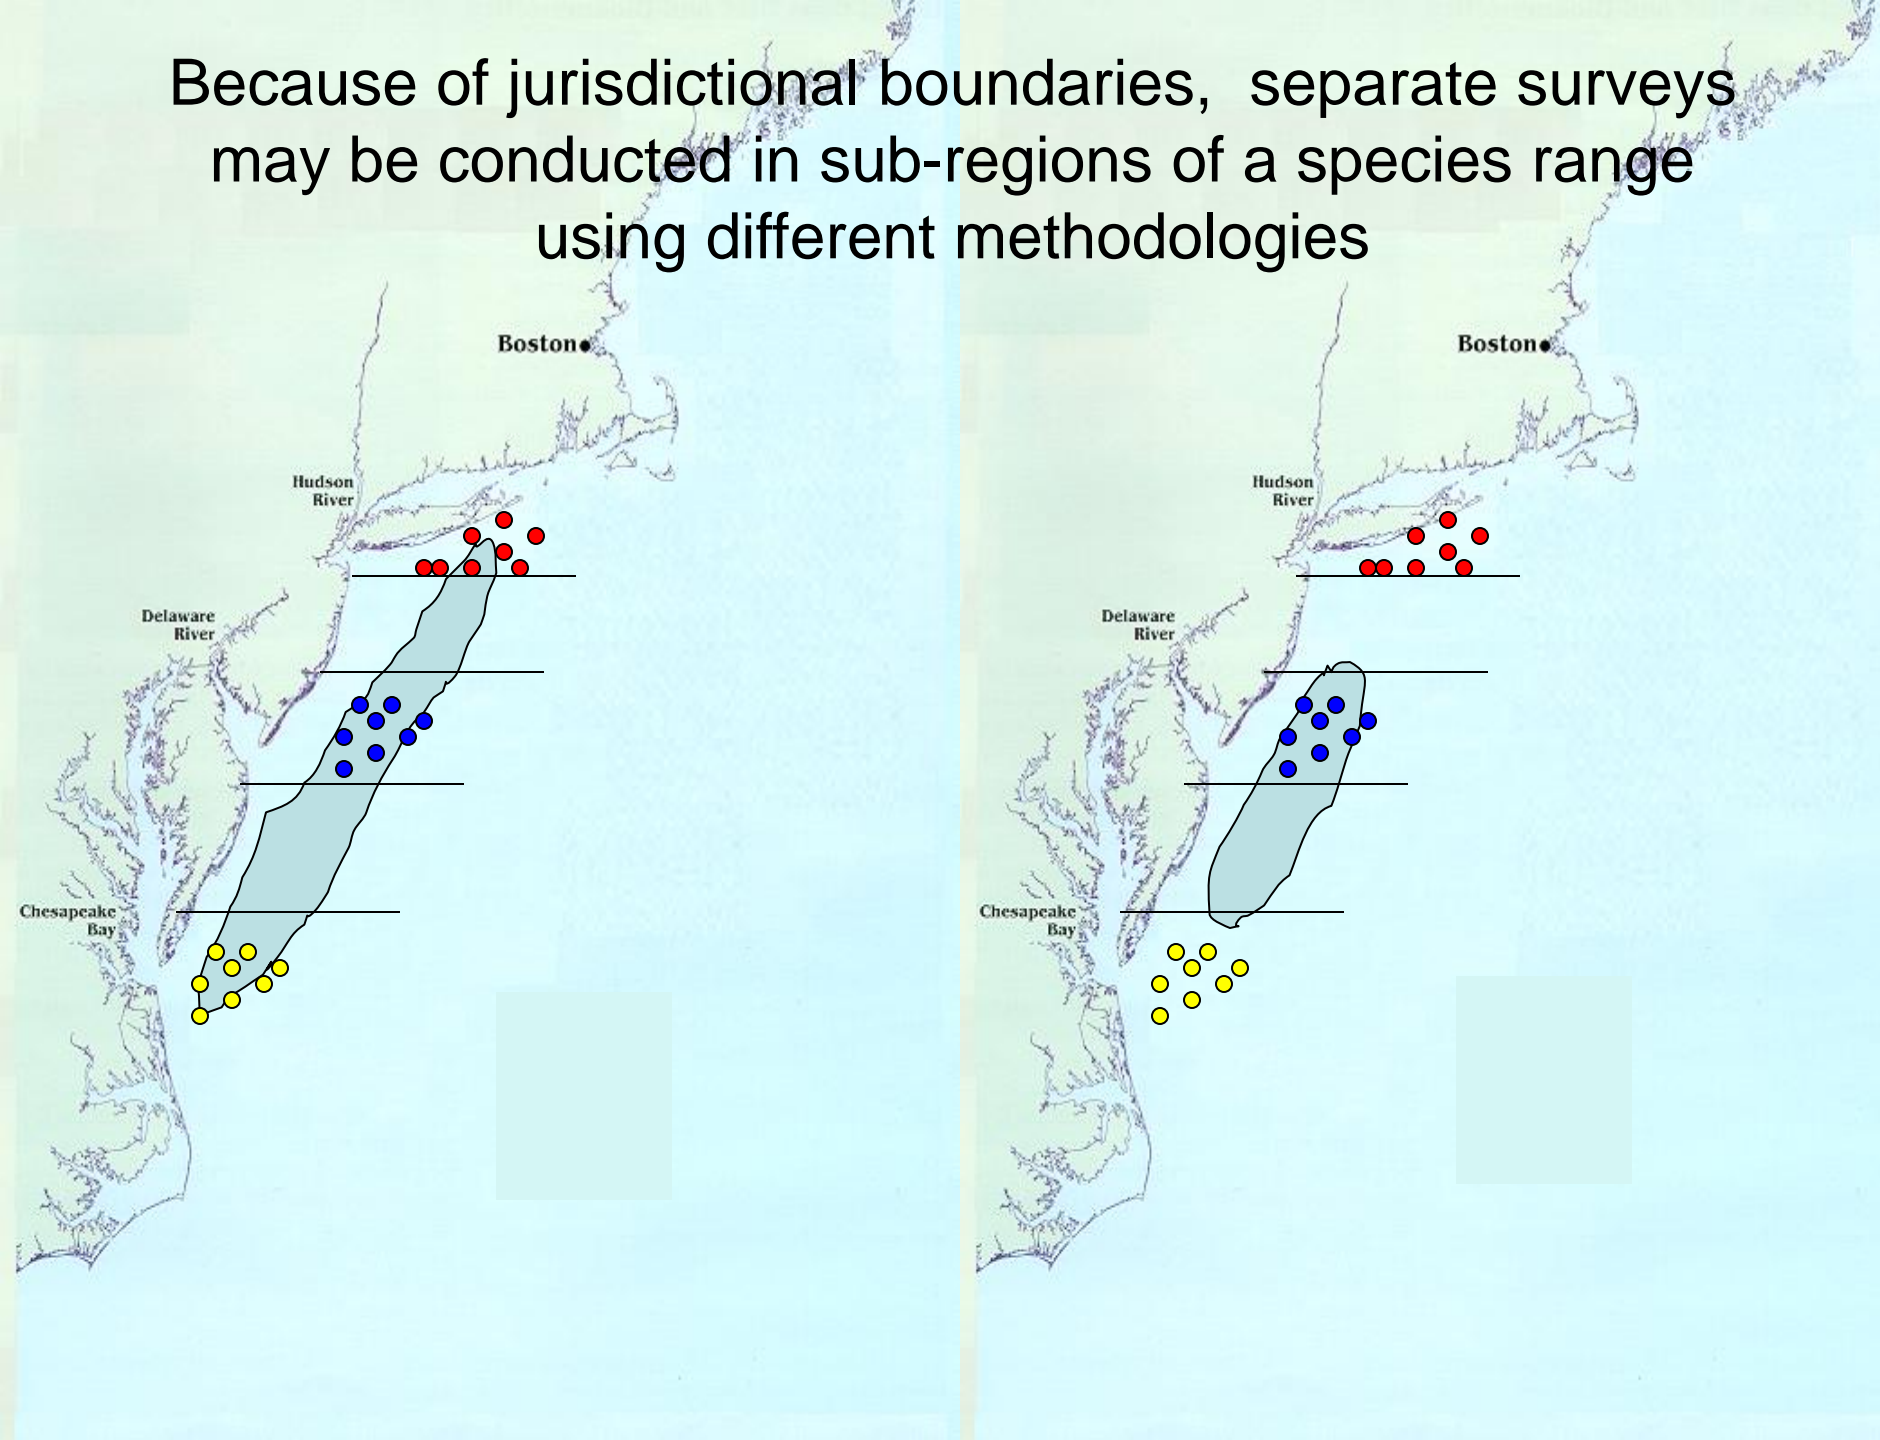 Because of jurisdictional boundaries, separate surveys
may be conducted in sub-regions of a species range
using different methodologies
Boston
Hudson
River
Delaware
River
Chesapeake
Bay
Boston
Hudson
River
Delaware
River
Chesapeake
Bay